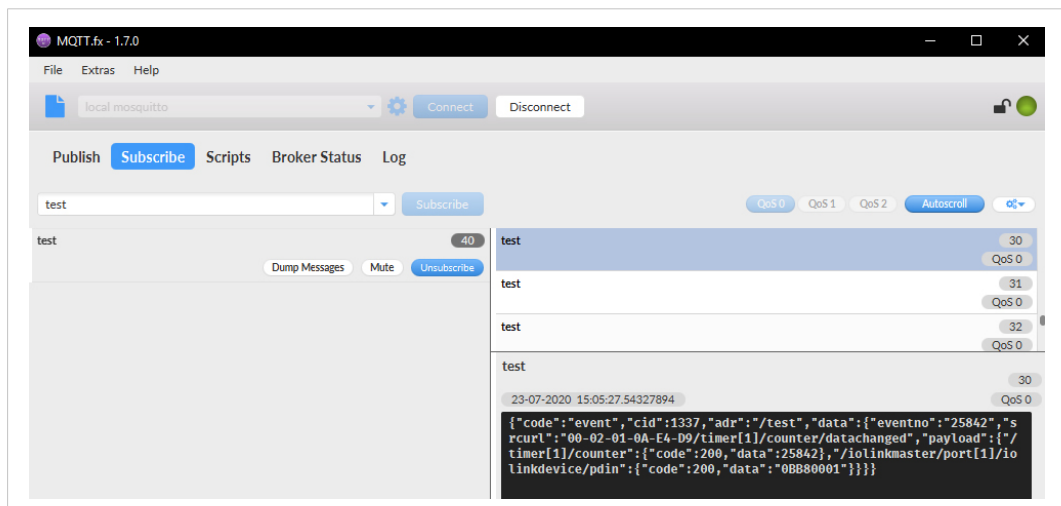 MQTT.fx - 1.7.0
File Extras Help
local mosquitto Connect Disconnect
Publish Subscribe Scripts Broker Status Log
test Subscribe QoS 0 QoS 1 QoS 2 Autoscroll
test 40
Dump Messages Mute Unsubscribe
test 30
QoS 0
test 31
QoS 0
test 32
QoS 0
test
30
23-07-2020 15:05:27.54327894 QoS 0
{"code":"event","cid":1337,"adr":"/test","data":{"eventno":"25842","s
rcurl":"00-02-01-0A-E4-D9/timer[1]/counter/datachanged","payload":{"/
timer[1]/counter":{"code":200,"data":25842},"/iolinkmaster/port[1]/io
linkdevice/pdin":{"code":200,"data":"0BB80001"}}}}